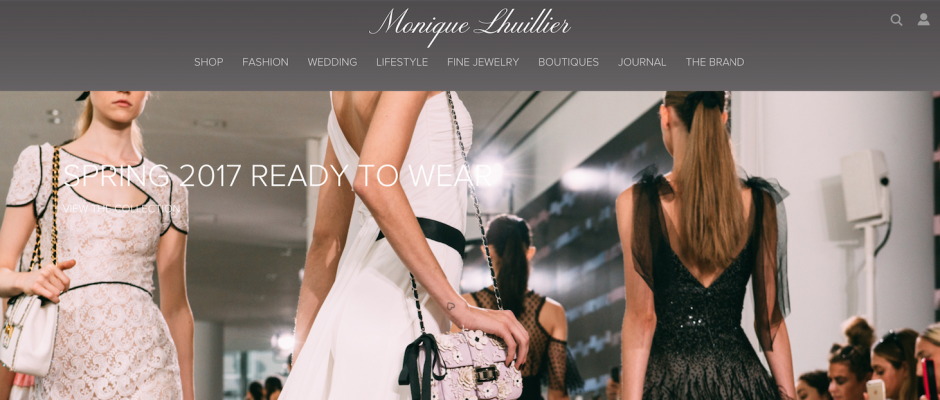 Monique Lhuillier
SHOP FASHION WEDDING LIFESTYLE FINE JEWELRY BOUTIQUES JOURNAL THE BRAND
SPRING 2017 READY TO WEAR
VIEW THE COLLECTION